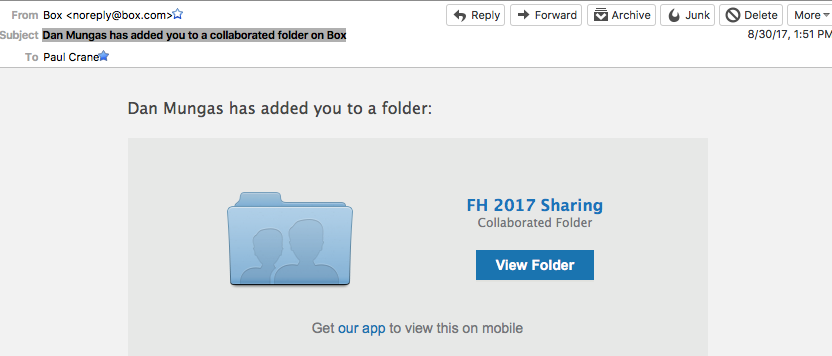 From Box <noreply@box.com> Reply Forward Archive Junk Delete More
Subject Dan Mungas has added you to a collaborated folder on Box 8/30/17, 1:51 PM
To Paul Crane
Dan Mungas has added you to a folder:
FH 2017 Sharing
Collaborated Folder
View Folder
Get our app to view this on mobile